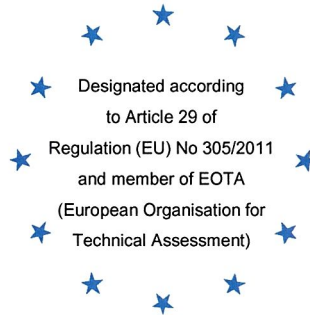 Designated according
to Article 29 of
Regulation (EU) No 305/2011
and member of EOTA
(European Organisation for
Technical Assessment)